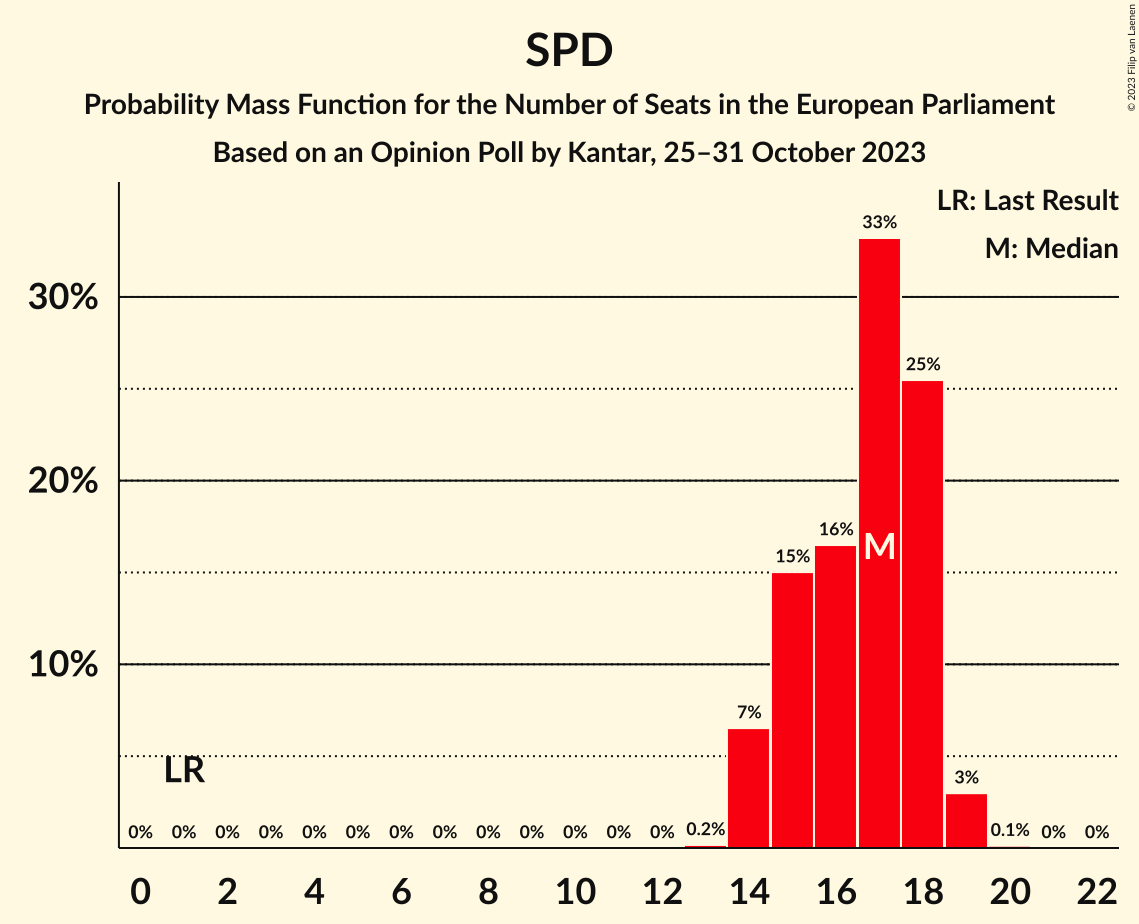 SPD
Probability Mass Function for the Number of Seats in the European Parliament
Based on an Opinion Poll by Kantar, 25–31 October 2023
© 2023 Filip van Laenen
LR: Last Result
M: Median
33%
30%
25%
20%
16%
M
15%
10%
7%
LR
3%
0% 0% 0% 0% 0% 0% 0% 0% 0% 0% 0% 0% 0% 0.2% 0.1% 0% 0%
0 2 4 6 8 10 12 14 16 18 20 22